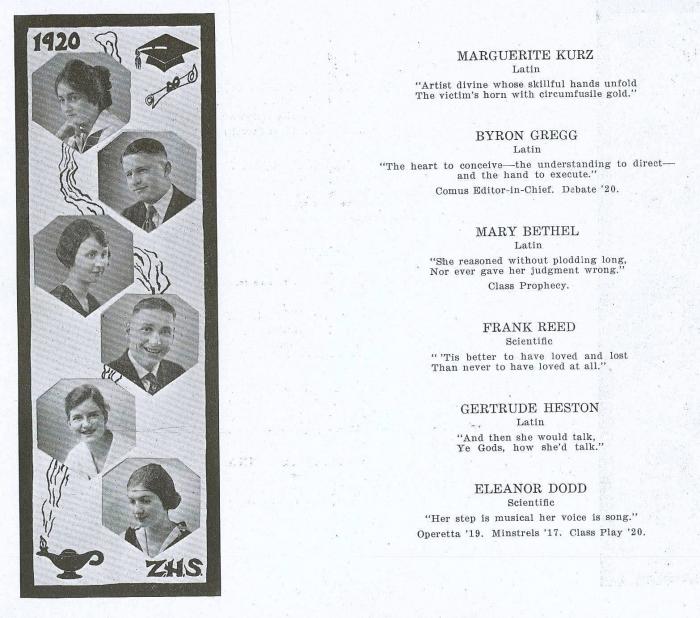 1920
Z.H.S.
MARGUERITE KURZ
Latin
"Artist divine whose skillful hands unfold
The victim's horn with circumfusile gold."
BYRON GREGG
Latin
"The heart to conceive—the understanding to direct—
and the hand to execute."
Comus Editor-in-Chief. Debate '20.
MARY BETHEL
Latin
"She reasoned without plodding long,
Nor ever gave her judgment wrong."
Class Prophecy.
FRANK REED
Scientific
" 'Tis better to have loved and lost
Than never to have loved at all."
GERTRUDE HESTON
Latin
"And then she would talk,
Ye Gods, how she'd talk."
ELEANOR DODD
Scientific
"Her step is musical her voice is song."
Operetta '19. Minstrels '17. Class Play '20.